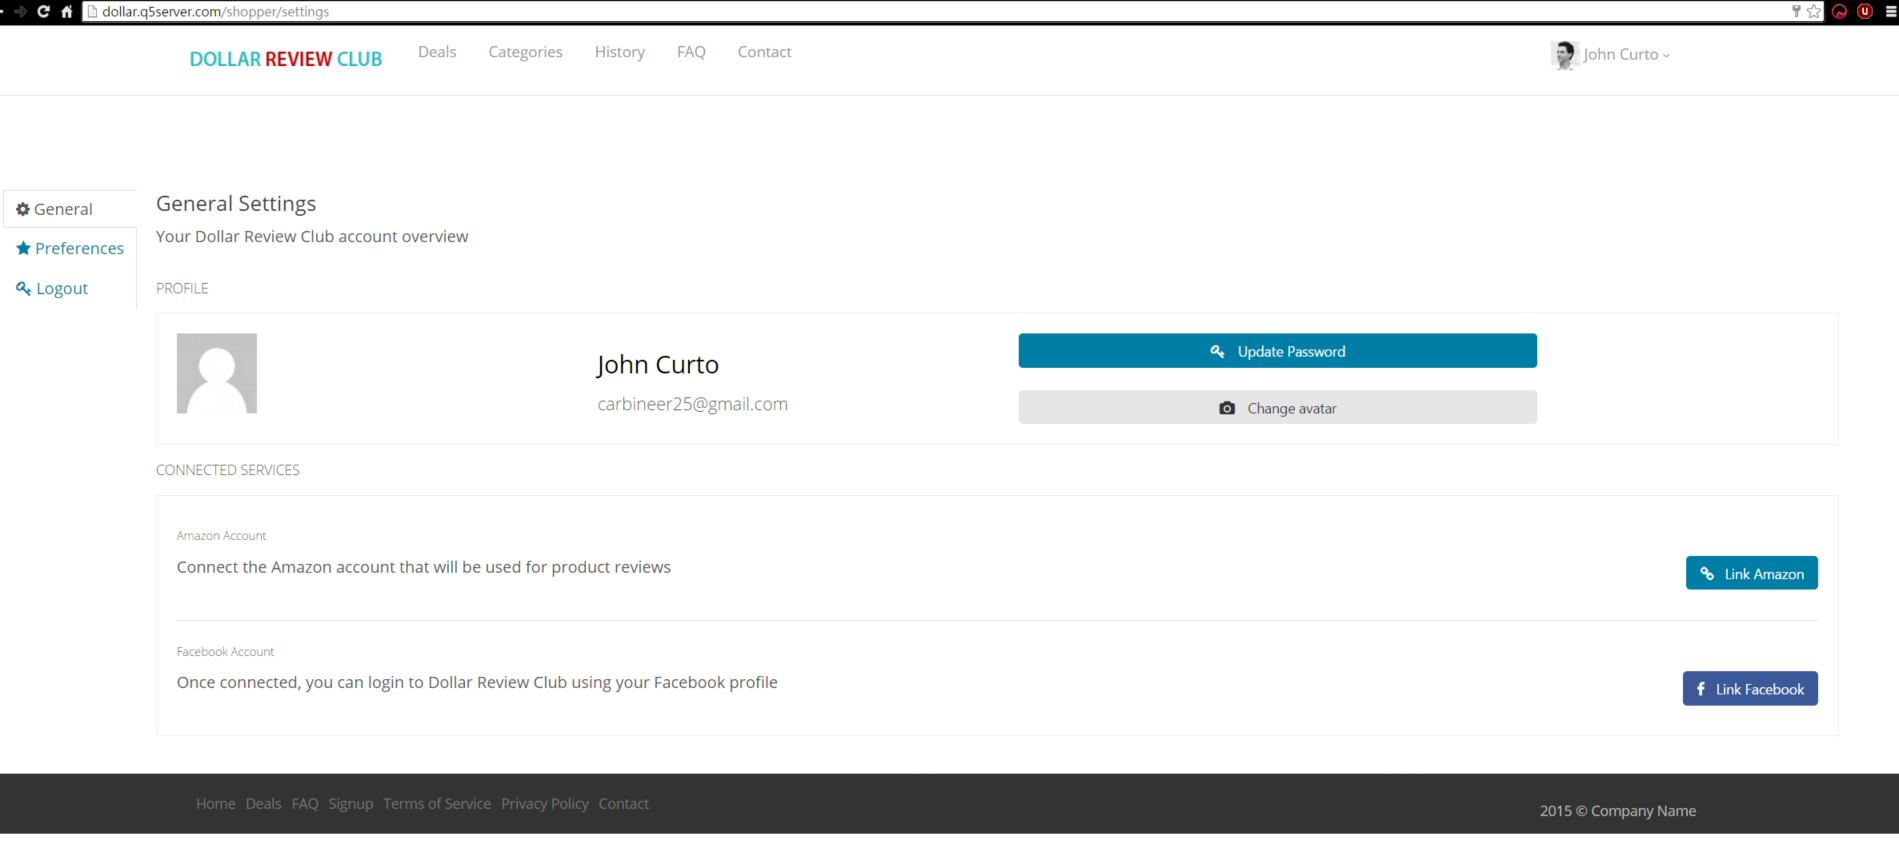 dollar.q5server.com/shopper/settings
DOLLAR REVIEW CLUB Deals Categories History FAQ Contact John Curto
General
Preferences
Logout
General Settings
Your Dollar Review Club account overview
PROFILE
John Curto
carbineer25@gmail.com
Update Password
Change avatar
CONNECTED SERVICES
Amazon Account
Connect the Amazon account that will be used for product reviews
Link Amazon
Facebook Account
Once connected, you can login to Dollar Review Club using your Facebook profile
Link Facebook
Home Deals FAQ Signup Terms of Service Privacy Policy Contact
2015 © Company Name